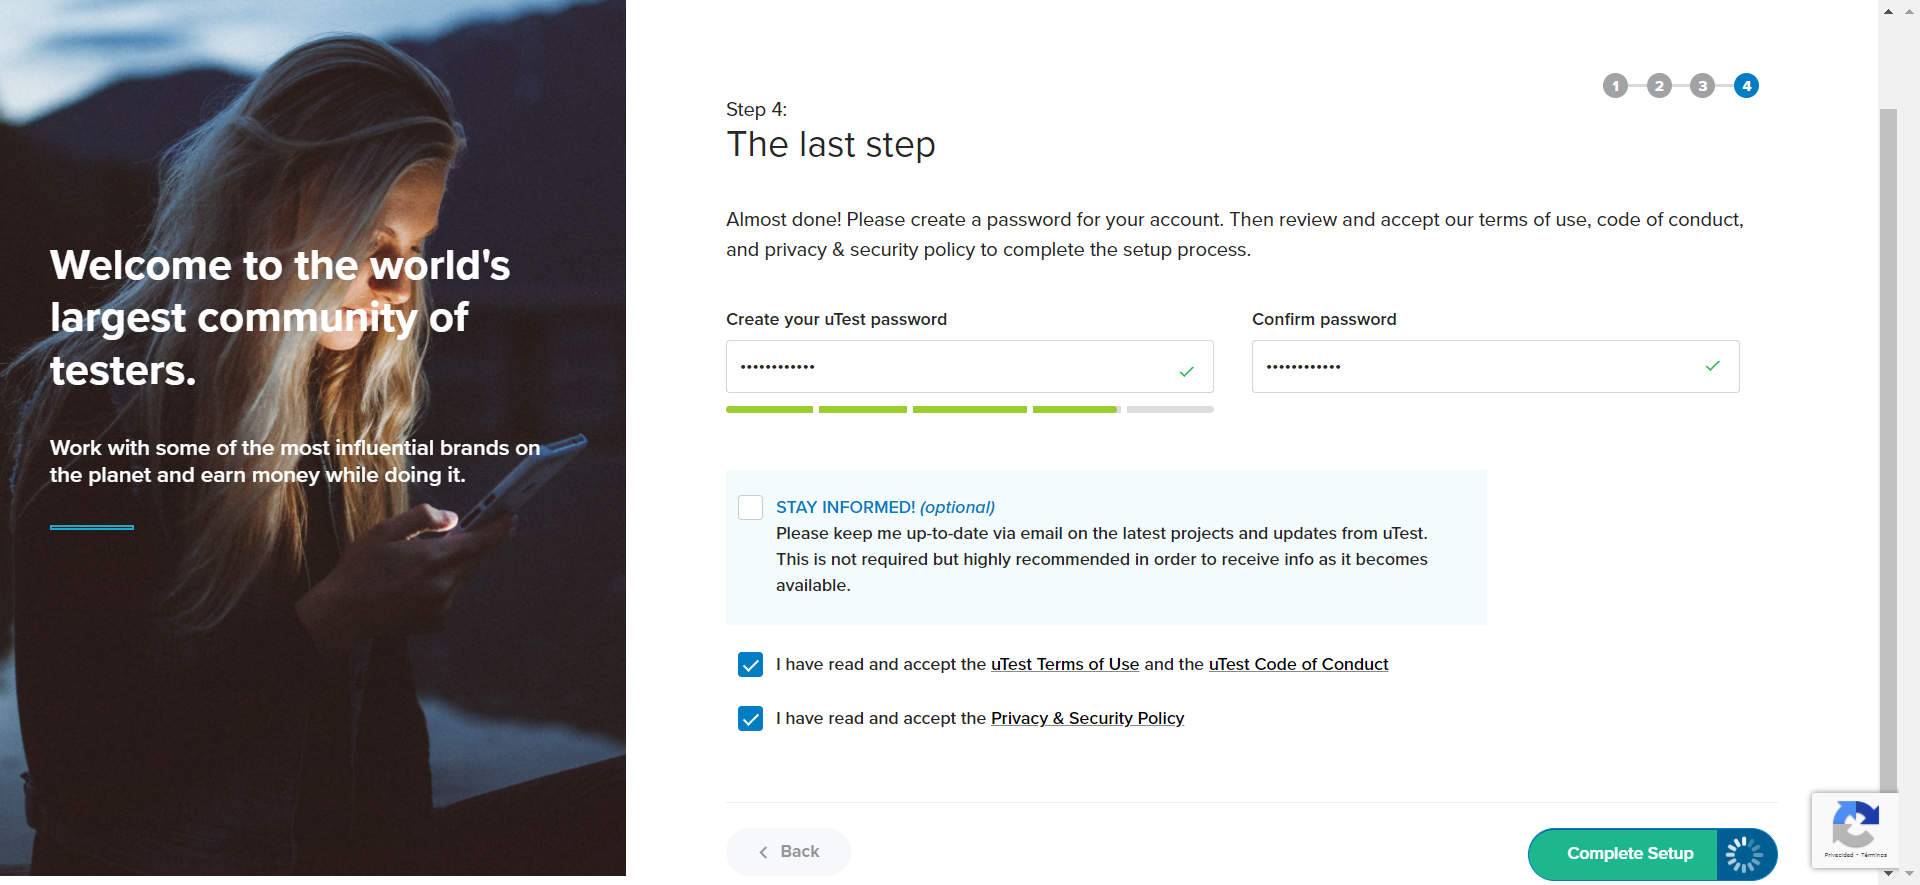 Welcome to the world's
largest community of
testers.
Work with some of the most influential brands on
the planet and earn money while doing it.
1 2 3 4
Step 4:
The last step
Almost done! Please create a password for your account. Then review and accept our terms of use, code of conduct,
and privacy & security policy to complete the setup process.
Create your uTest password
Confirm password
••••••••••••
••••••••••••
STAY INFORMED! (optional)
Please keep me up-to-date via email on the latest projects and updates from uTest.
This is not required but highly recommended in order to receive info as it becomes
available.
I have read and accept the uTest Terms of Use and the uTest Code of Conduct
I have read and accept the Privacy & Security Policy
Back
Complete Setup
Privacidad - Términos